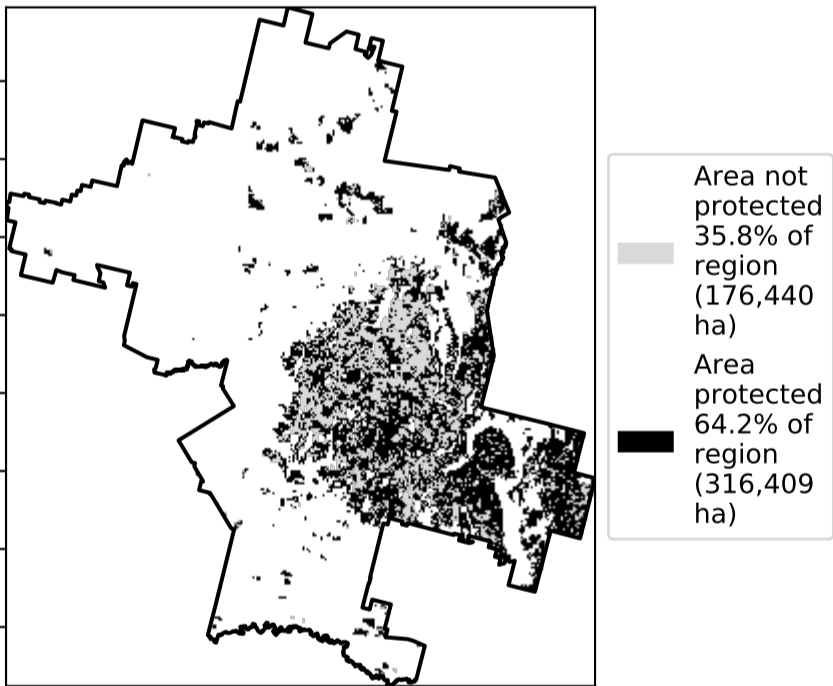 Area not
protected
35.8% of
region
(176,440
ha)
Area
protected
64.2% of
region
(316,409
ha)